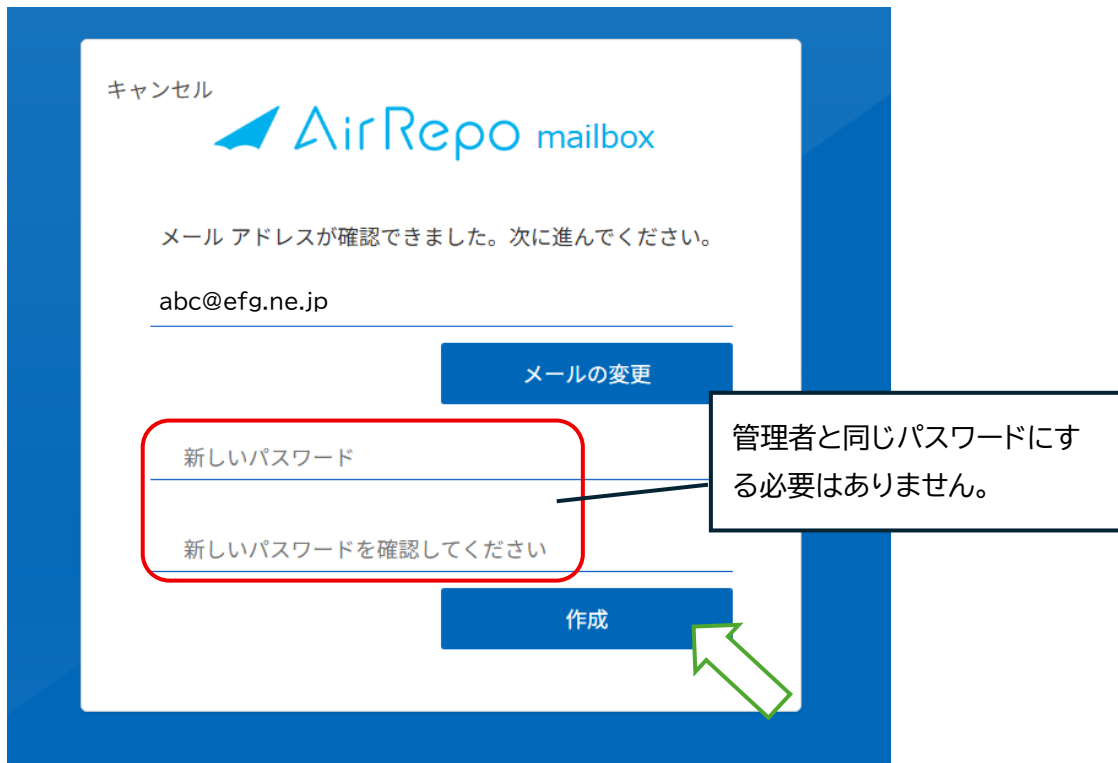 キャンセル
AirRepo mailbox
メール アドレスが確認できました。次に進んでください。
abc@efg.ne.jp
メールの変更
管理者と同じパスワードにす
る必要はありません。
新しいパスワード
新しいパスワードを確認してください
作成